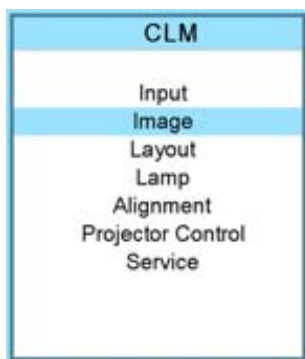 CLM
Input
Image
Layout
Lamp
Alignment
Projector Control
Service